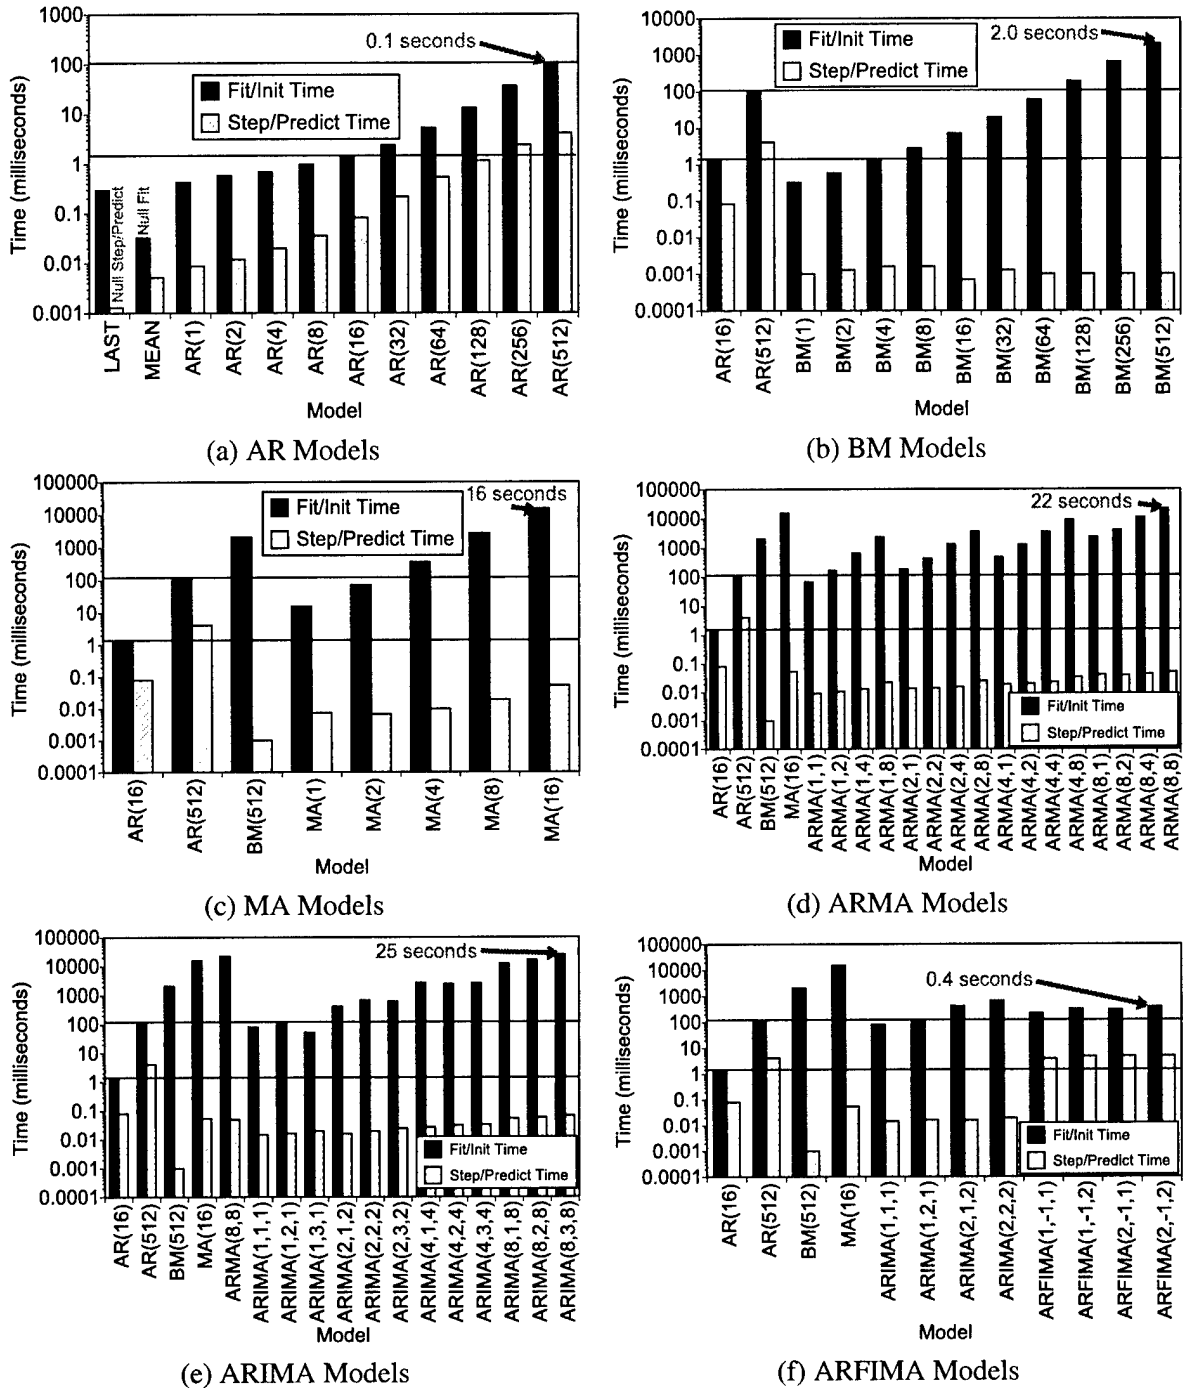 1000
100
10
1
0.1
0.01
0.001
Time (milliseconds)
0.1 seconds
Fit/Init Time
Step/Predict Time
Null Step/Predict
Null Fit
LAST
MEAN
AR(1)
AR(2)
AR(4)
AR(8)
AR(16)
AR(32)
AR(64)
AR(128)
AR(256)
AR(512)
Model
(a) AR Models
10000
1000
100
10
1
0.1
0.01
0.001
0.0001
Time (milliseconds)
Fit/Init Time
Step/Predict Time
2.0 seconds
AR(16)
AR(512)
BM(1)
BM(2)
BM(4)
BM(8)
BM(16)
BM(32)
BM(64)
BM(128)
BM(256)
BM(512)
Model
(b) BM Models
100000
10000
1000
100
10
1
0.1
0.01
0.001
0.0001
Time (milliseconds)
Fit/Init Time
Step/Predict Time
16 seconds
AR(16)
AR(512)
BM(512)
MA(1)
MA(2)
MA(4)
MA(8)
MA(16)
Model
(c) MA Models
100000
10000
1000
100
10
1
0.1
0.01
0.001
0.0001
Time (milliseconds)
22 seconds
Fit/Init Time
Step/Predict Time
AR(16)
AR(512)
BM(512)
MA(16)
ARMA(1,1)
ARMA(1,2)
ARMA(1,4)
ARMA(1,8)
ARMA(2,1)
ARMA(2,2)
ARMA(2,4)
ARMA(2,8)
ARMA(4,1)
ARMA(4,2)
ARMA(4,4)
ARMA(4,8)
ARMA(8,1)
ARMA(8,2)
ARMA(8,4)
ARMA(8,8)
Model
(d) ARMA Models
100000
10000
1000
100
10
1
0.1
0.01
0.001
0.0001
Time (milliseconds)
25 seconds
Fit/Init Time
Step/Predict Time
AR(16)
AR(512)
BM(512)
MA(16)
ARMA(8,8)
ARIMA(1,1,1)
ARIMA(1,2,1)
ARIMA(1,3,1)
ARIMA(2,1,2)
ARIMA(2,2,2)
ARIMA(2,3,2)
ARIMA(4,1,4)
ARIMA(4,2,4)
ARIMA(4,3,4)
ARIMA(8,1,8)
ARIMA(8,2,8)
ARIMA(8,3,8)
Model
(e) ARIMA Models
100000
10000
1000
100
10
1
0.1
0.01
0.001
0.0001
Time (milliseconds)
0.4 seconds
Fit/Init Time
Step/Predict Time
AR(16)
AR(512)
BM(512)
MA(16)
ARIMA(1,1,1)
ARIMA(1,2,1)
ARIMA(2,1,2)
ARIMA(2,2,2)
ARFIMA(1,-1,1)
ARFIMA(1,-1,2)
ARFIMA(2,-1,1)
ARFIMA(2,-1,2)
Model
(f) ARFIMA Models